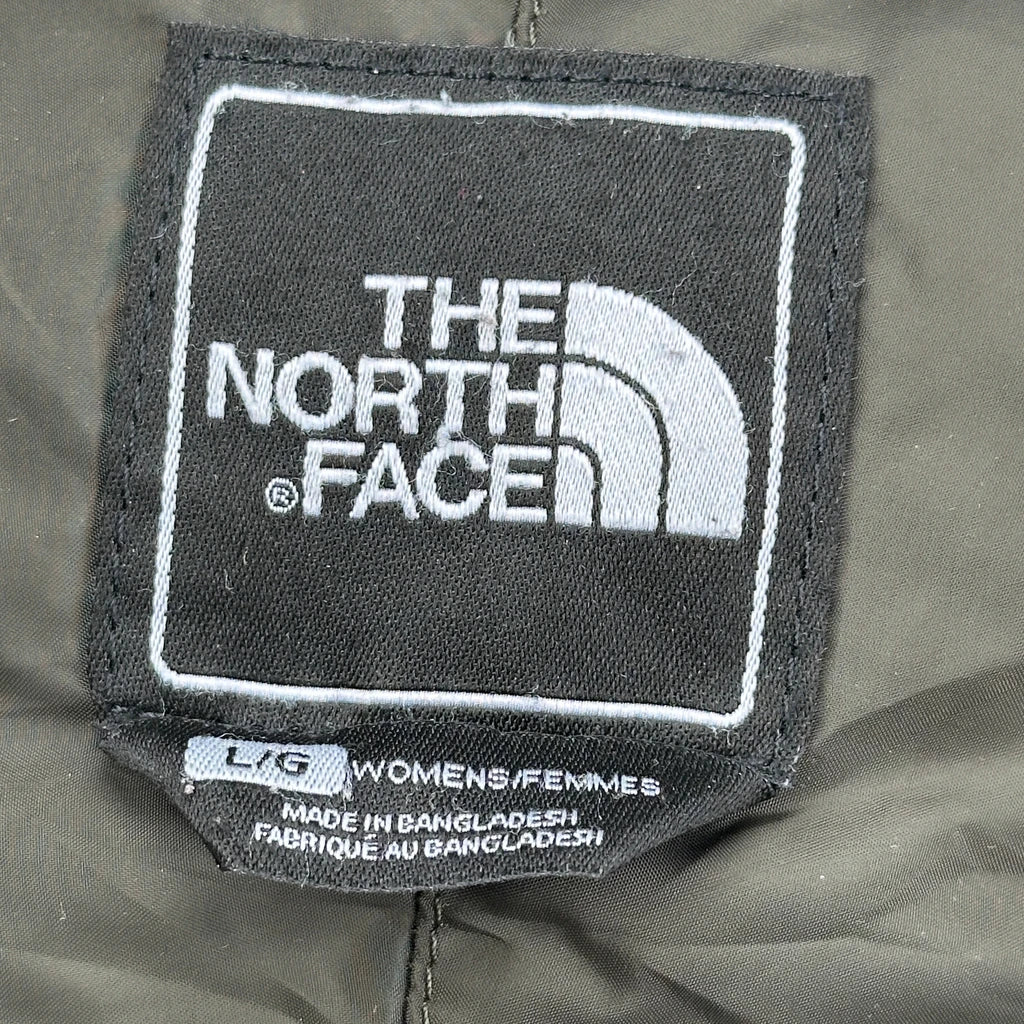 THE
NORTH
®FACE
L/G WOMENS/FEMMES
MADE IN BANGLADESH
FABRIQUÉ AU BANGLADESH